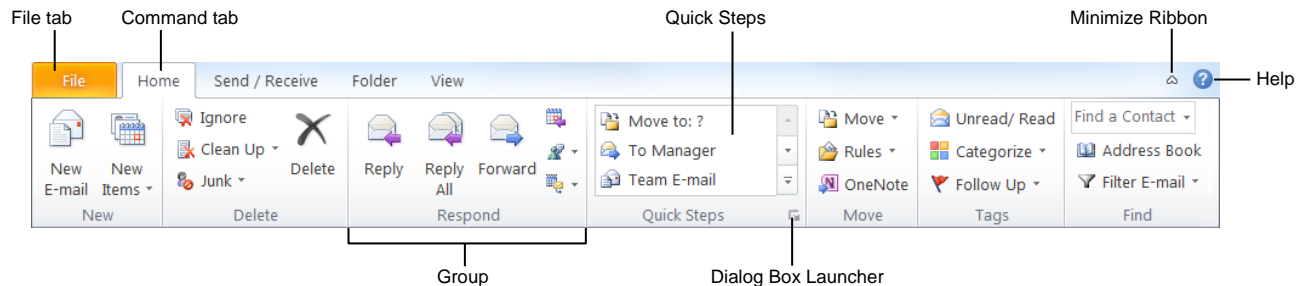 File tab Command tab Quick Steps Minimize Ribbon
File Home Send / Receive Folder View ? Help
New E-mail
New Items
Ignore
Clean Up
Junk
Delete
Reply
Reply All
Forward
Move to: ?
To Manager
Team E-mail
Move
Rules
OneNote
Unread/ Read
Categorize
Follow Up
Find a Contact
Address Book
Filter E-mail
New Delete Respond Quick Steps Move Tags Find
Group Dialog Box Launcher